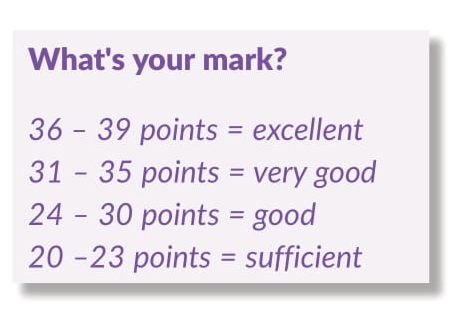 What's your mark?
36 – 39 points = excellent
31 – 35 points = very good
24 – 30 points = good
20 –23 points = sufficient